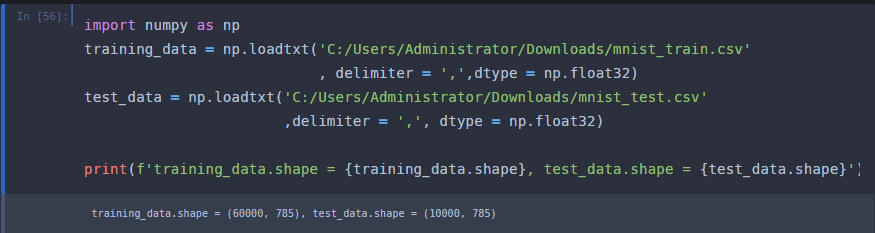 In [56]:
import numpy as np
training_data = np.loadtxt('C:/Users/Administrator/Downloads/mnist_train.csv'
, delimiter = ',',dtype = np.float32)
test_data = np.loadtxt('C:/Users/Administrator/Downloads/mnist_test.csv'
,delimiter = ',', dtype = np.float32)
print(f'training_data.shape = {training_data.shape}, test_data.shape = {test_data.shape}')
training_data.shape = (60000, 785), test_data.shape = (10000, 785)